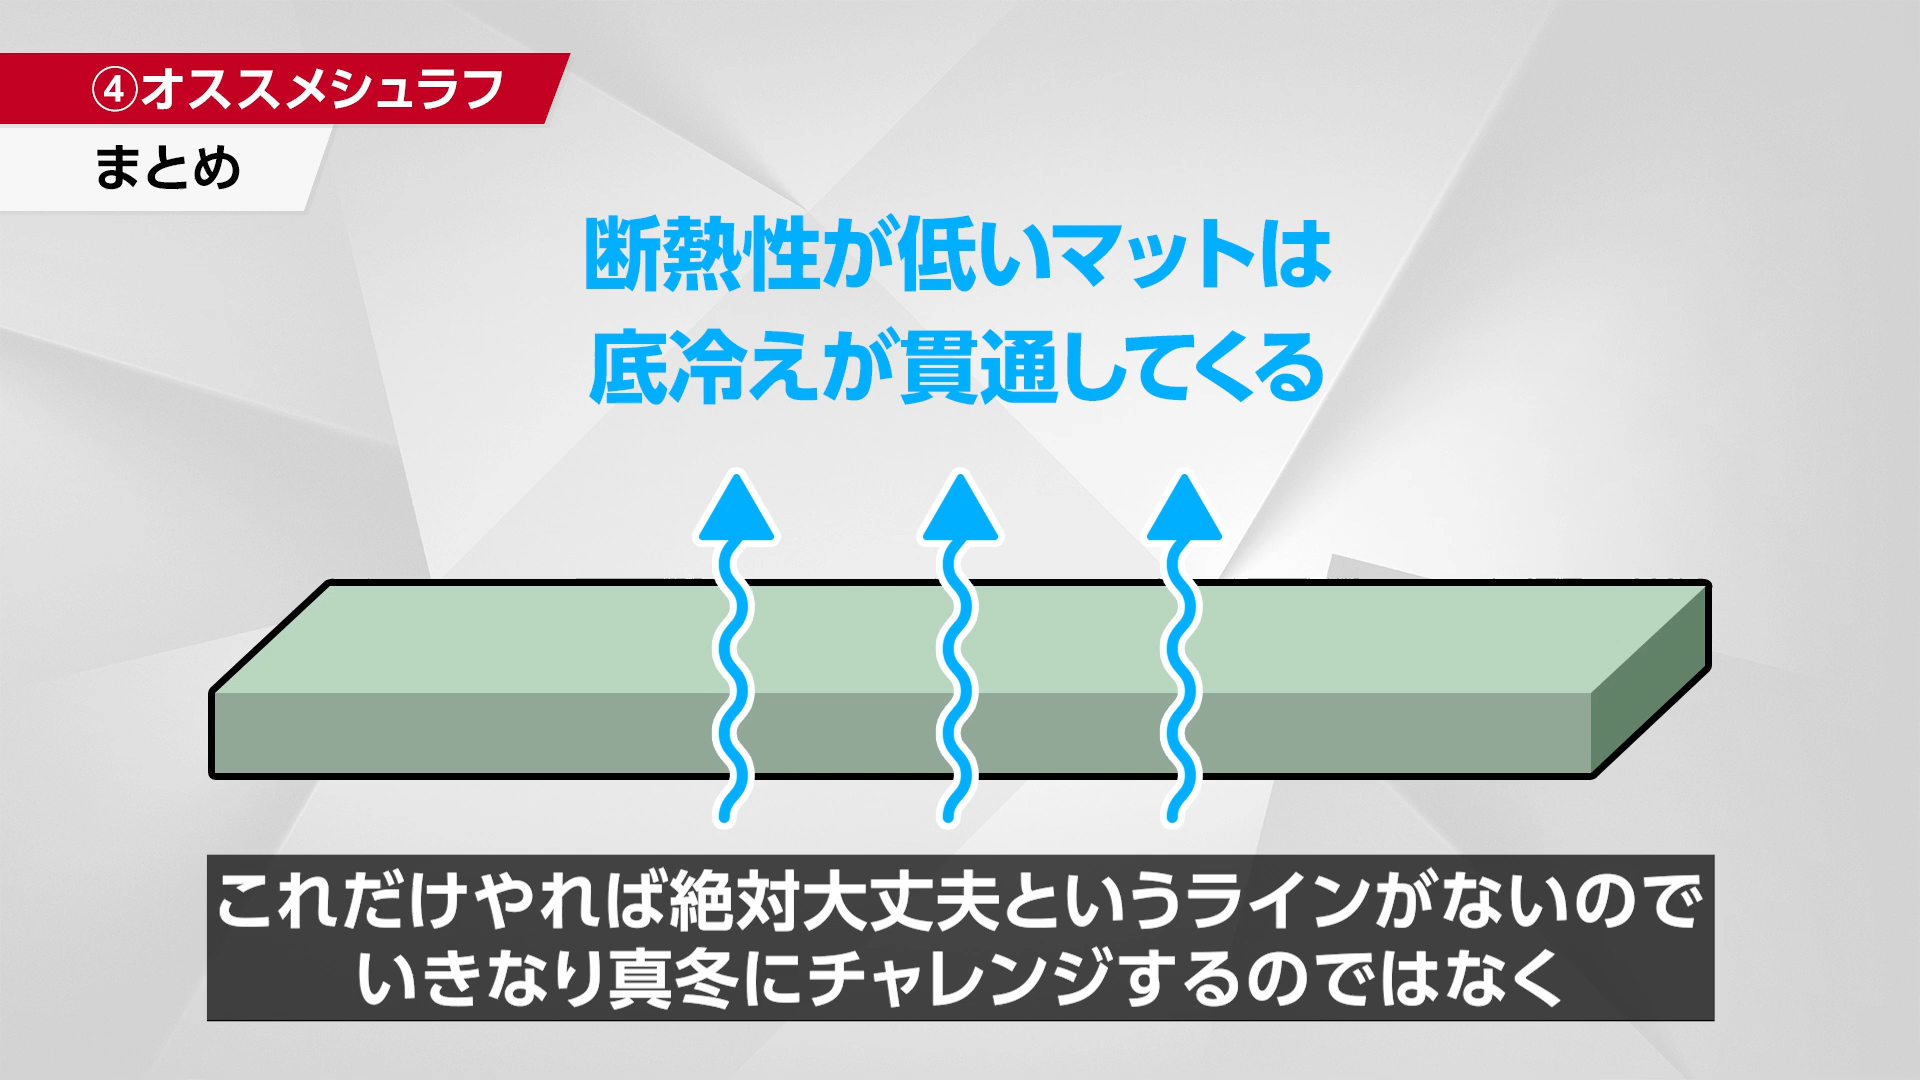 ④オススメシュラフ
まとめ
断熱性が低いマットは
底冷えが貫通してくる
これだけやれば絶対大丈夫というラインがないので
いきなり真冬にチャレンジするのではなく